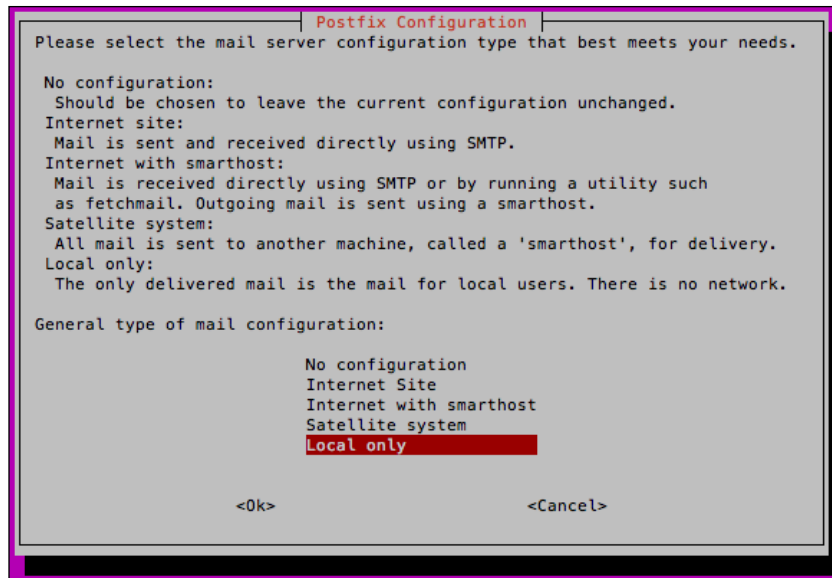 Postfix Configuration
Please select the mail server configuration type that best meets your needs.
No configuration:
Should be chosen to leave the current configuration unchanged.
Internet site:
Mail is sent and received directly using SMTP.
Internet with smarthost:
Mail is received directly using SMTP or by running a utility such
as fetchmail. Outgoing mail is sent using a smarthost.
Satellite system:
All mail is sent to another machine, called a 'smarthost', for delivery.
Local only:
The only delivered mail is the mail for local users. There is no network.
General type of mail configuration:
No configuration
Internet Site
Internet with smarthost
Satellite system
Local only
<Ok> <Cancel>